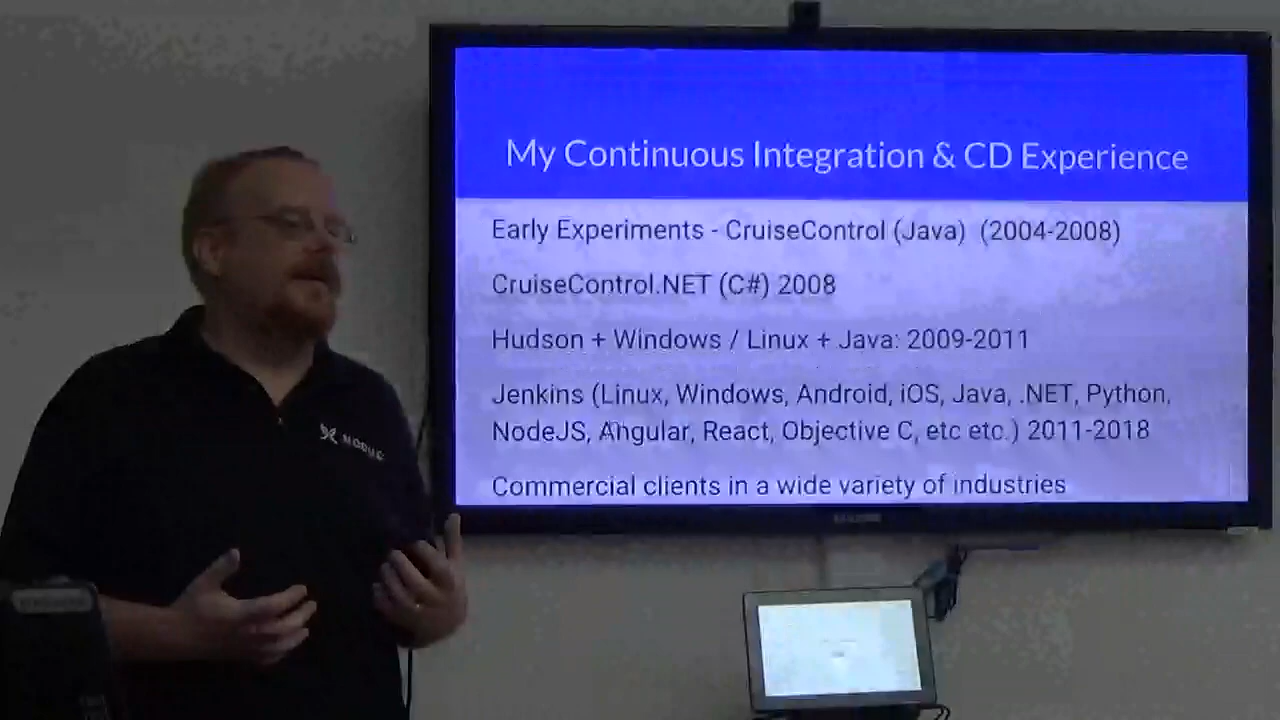 My Continuous Integration & CD Experience
Early Experiments - CruiseControl (Java) (2004-2008)
CruiseControl.NET (C#) 2008
Hudson + Windows / Linux + Java: 2009-2011
Jenkins (Linux, Windows, Android, iOS, Java, .NET, Python,
NodeJS, Angular, React, Objective C, etc etc.) 2011-2018
Commercial clients in a wide variety of industries